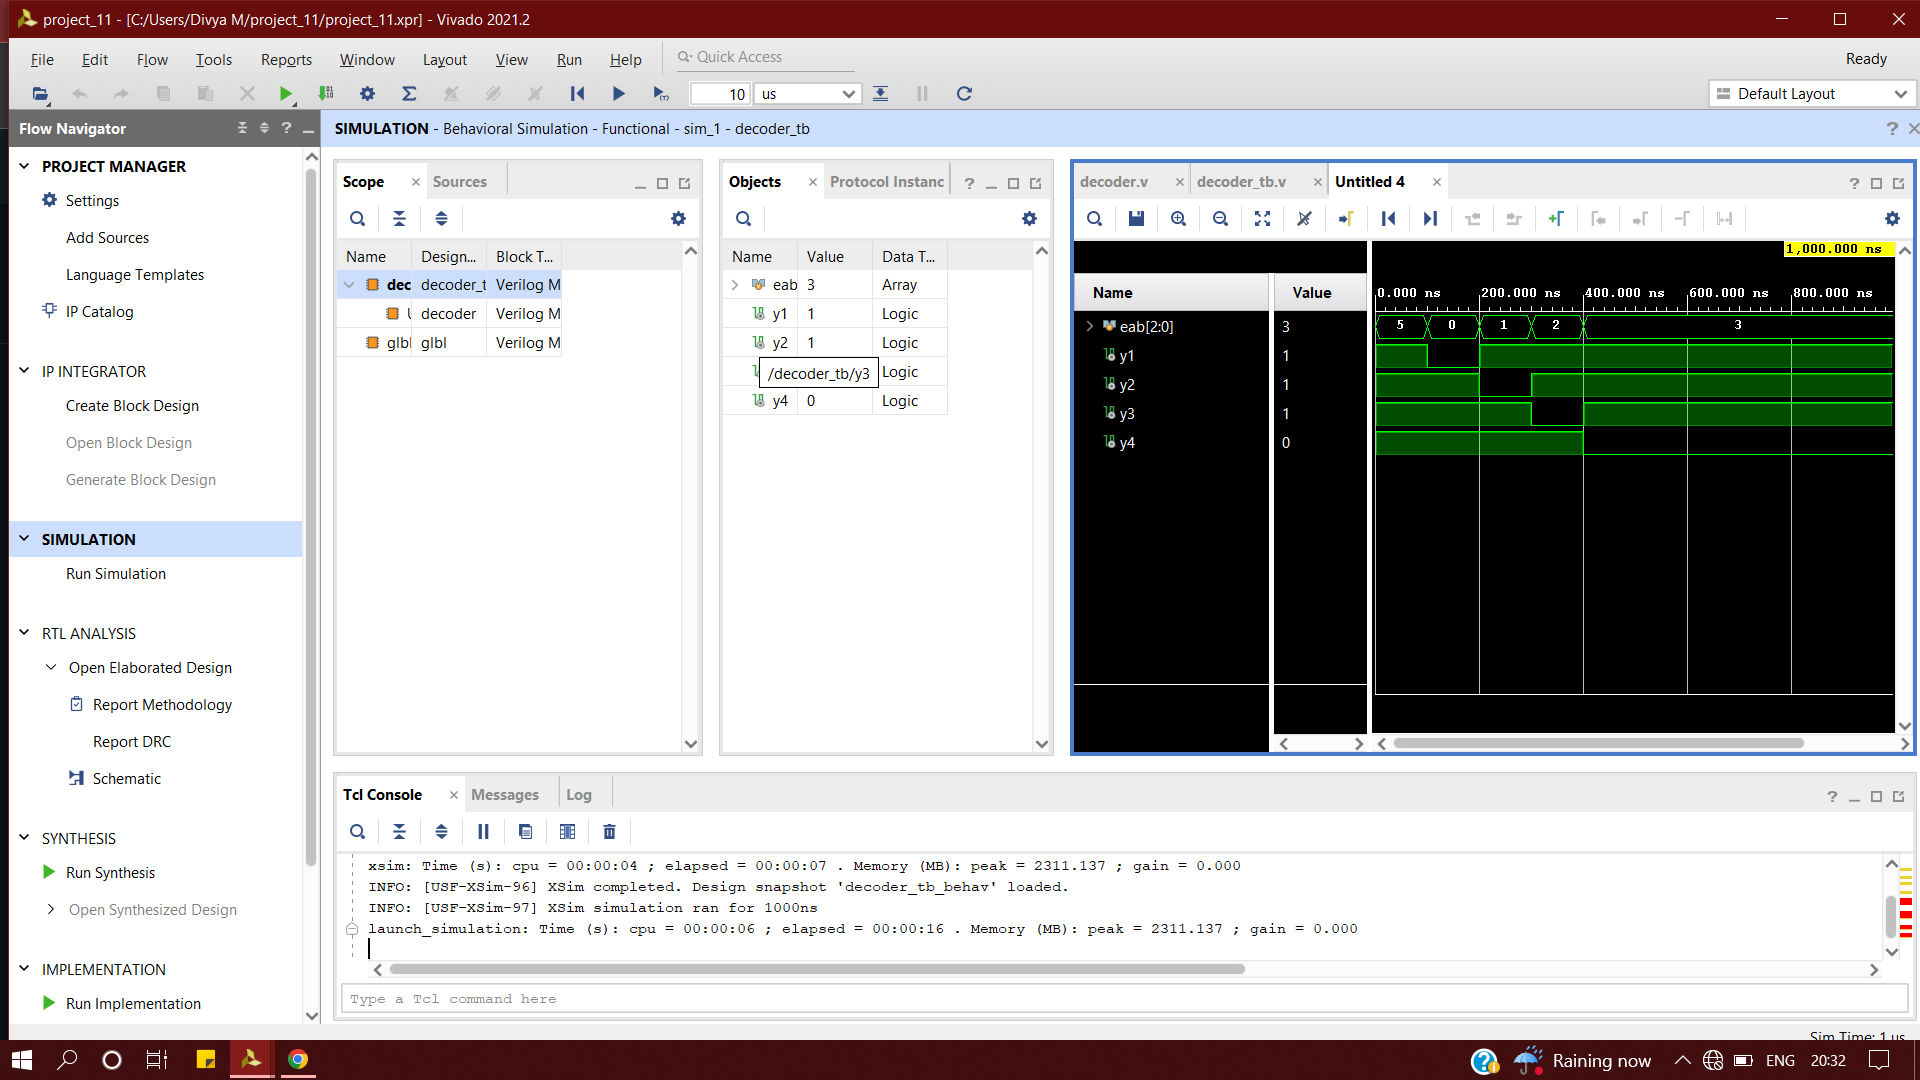 project_11 - [C:/Users/Divya M/project_11/project_11.xpr] - Vivado 2021.2
File Edit Flow Tools Reports Window Layout View Run Help Quick Access Ready
10 us Default Layout
Flow Navigator
PROJECT MANAGER
Settings
Add Sources
Language Templates
IP Catalog
IP INTEGRATOR
Create Block Design
Open Block Design
Generate Block Design
SIMULATION
Run Simulation
RTL ANALYSIS
Open Elaborated Design
Report Methodology
Report DRC
Schematic
SYNTHESIS
Run Synthesis
Open Synthesized Design
IMPLEMENTATION
Run Implementation
SIMULATION - Behavioral Simulation - Functional - sim_1 - decoder_tb
Scope Sources
Name Design... Block T...
dec decoder_t Verilog M
decoder Verilog M
glbl glbl Verilog M
Objects Protocol Instanc
Name Value Data T...
eab 3 Array
y1 1 Logic
y2 1 Logic
/decoder_tb/y3 Logic
y4 0 Logic
decoder.v decoder_tb.v Untitled 4
1,000.000 ns
Name Value
0.000 ns 200.000 ns 400.000 ns 600.000 ns 800.000 ns
eab[2:0] 3 5 0 1 2 3
y1 1
y2 1
y3 1
y4 0
Tcl Console Messages Log
xsim: Time (s): cpu = 00:00:04 ; elapsed = 00:00:07 . Memory (MB): peak = 2311.137 ; gain = 0.000
INFO: [USF-XSim-96] XSim completed. Design snapshot 'decoder_tb_behav' loaded.
INFO: [USF-XSim-97] XSim simulation ran for 1000ns
launch_simulation: Time (s): cpu = 00:00:06 ; elapsed = 00:00:16 . Memory (MB): peak = 2311.137 ; gain = 0.000
Type a Tcl command here
Sim Time: 1 us
Raining now ENG 20:32